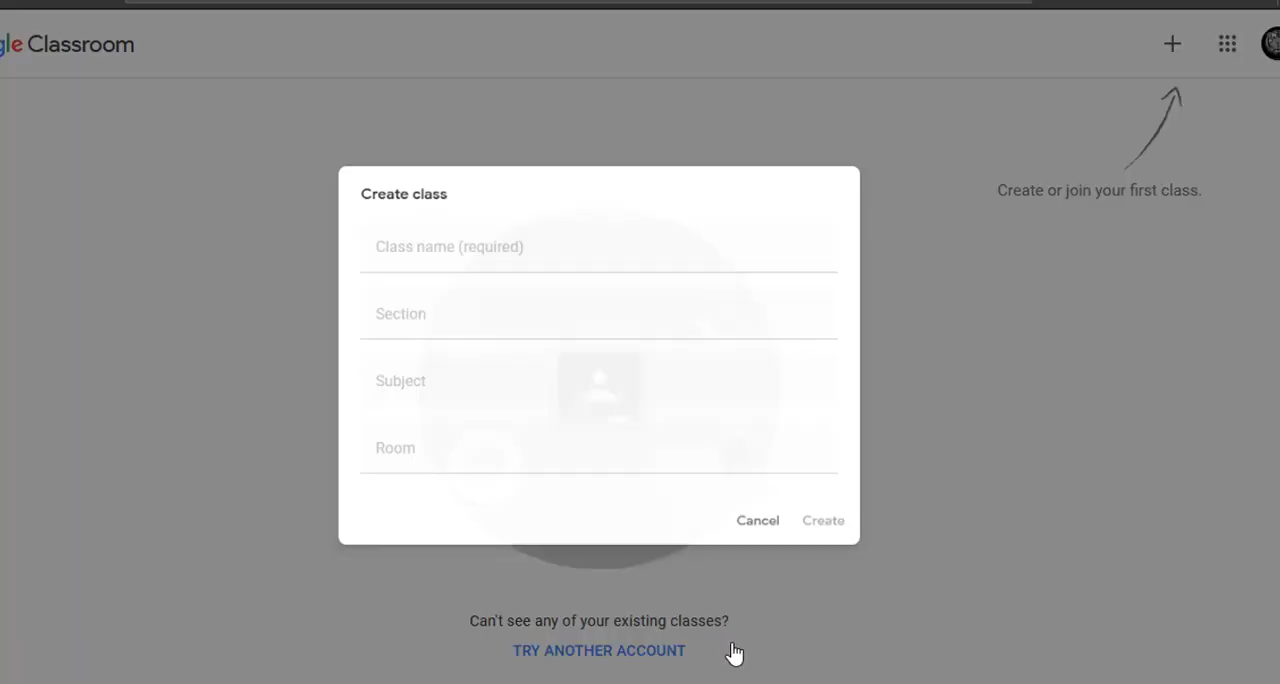 gle Classroom
Create or join your first class.
Create class
Class name (required)
Section
Subject
Room
Cancel Create
Can't see any of your existing classes?
TRY ANOTHER ACCOUNT